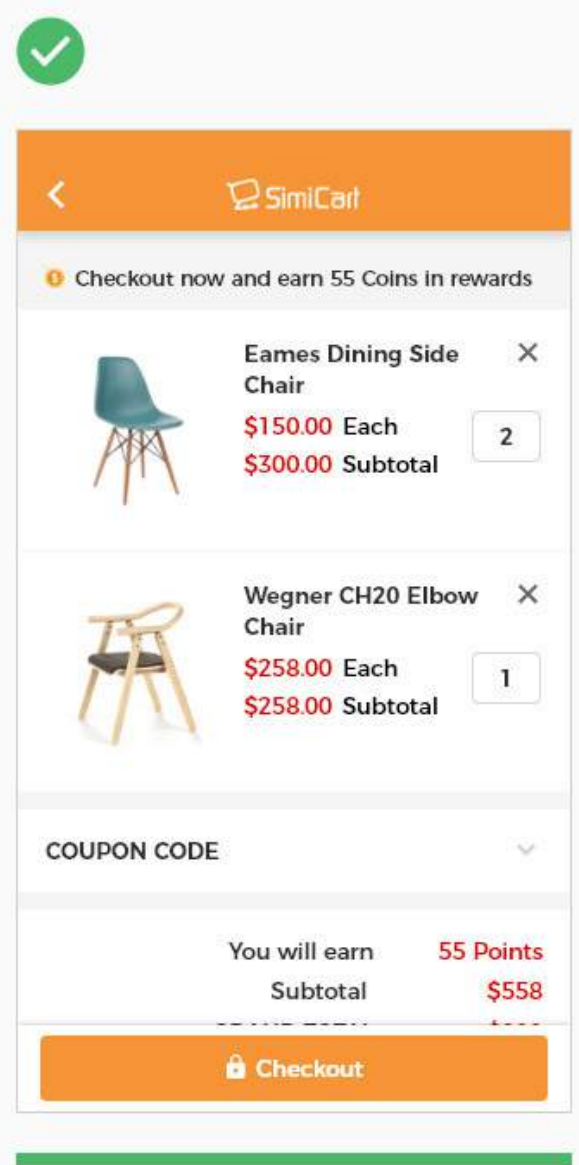 SimiCart
Checkout now and earn 55 Coins in rewards
Eames Dining Side
Chair
$150.00 Each
2
$300.00 Subtotal
Wegner CH20 Elbow
Chair
$258.00 Each
1
$258.00 Subtotal
COUPON CODE
You will earn 55 Points
Subtotal $558
Checkout